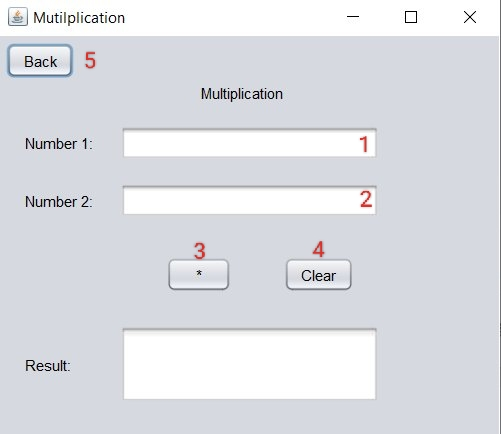 Mutilplication
Back 5
Multiplication
Number 1: 1
Number 2: 2
3 4
* Clear
Result: